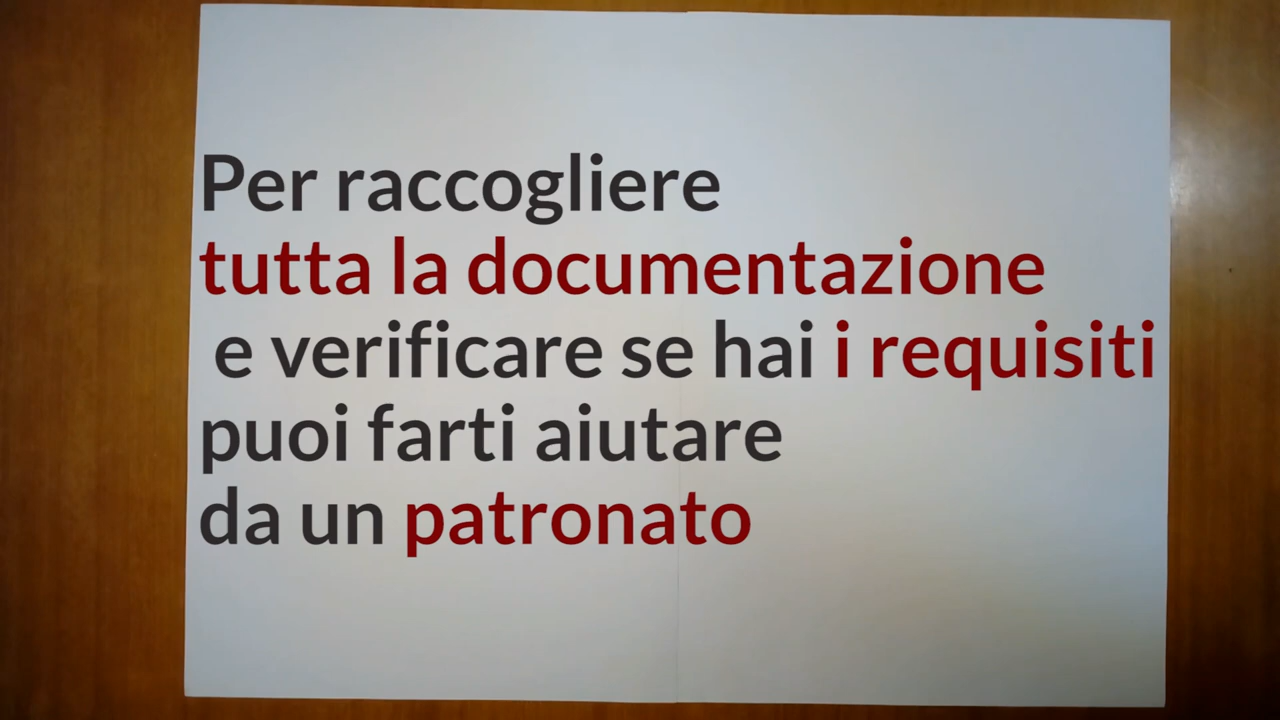 Per raccogliere
tutta la documentazione
e verificare se hai i requisiti
puoi farti aiutare
da un patronato